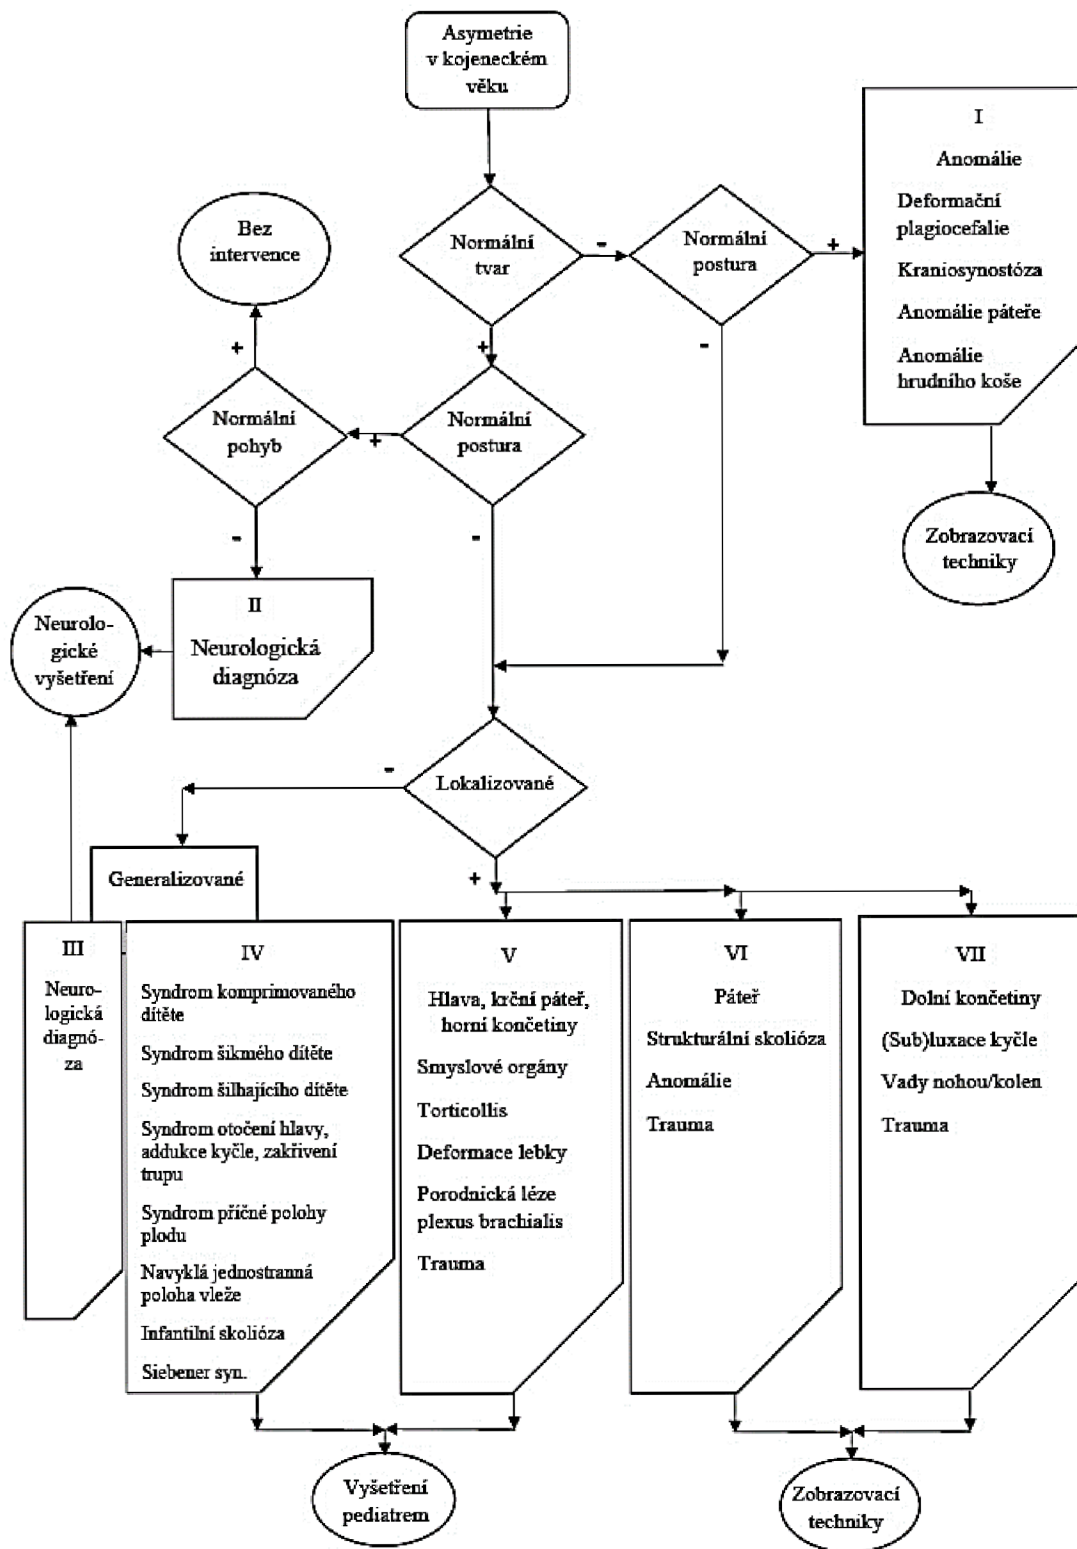 Asymetrie
v kojeneckém
věku
I
Anomálie
Deformační
plagiocefalie
Kraniosynostóza
Anomálie páteře
Anomálie
hrudního koše
Bez
intervence
Normální
tvar
-
Normální
postura
+
+
+
-
Normální
pohyb
+
Normální
postura
-
-
Zobrazovací
techniky
II
Neurologická
diagnóza
Neurolo-
gické
vyšetření
Lokalizované
-
+
Generalizované
III
Neuro-
logická
diagnó-
za
IV
Syndrom komprimovaného
dítěte
Syndrom šikmého dítěte
Syndrom šilhajícího dítěte
Syndrom otočení hlavy,
addukce kyčle, zakřivení
trupu
Syndrom příčné polohy
plodu
Navyklá jednostranná
poloha vleže
Infantilní skolióza
Siebener syn.
V
Hlava, krční páteř,
horní končetiny
Smyslové orgány
Torticollis
Deformace lebky
Porodnická léze
plexus brachialis
Trauma
VI
Páteř
Strukturální skolióza
Anomálie
Trauma
VII
Dolní končetiny
(Sub)luxace kyčle
Vady nohou/kolen
Trauma
Vyšetření
pediatrem
Zobrazovací
techniky